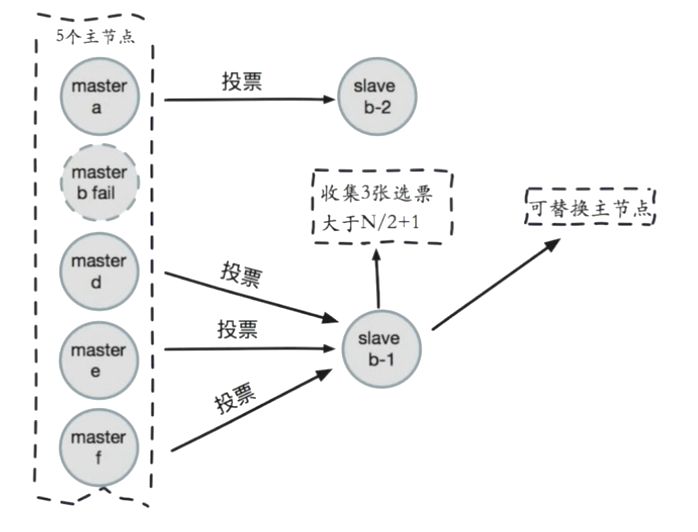 5个主节点
master
a
投票
slave
b-2
master
b fail
收集3张选票
大于N/2+1
可替换主节点
master
d
投票
投票
slave
b-1
master
e
投票
master
f